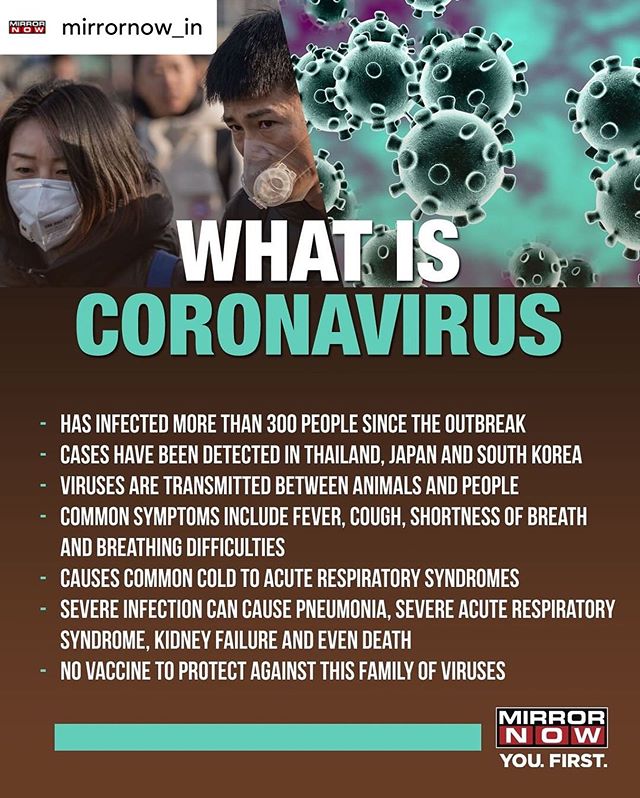 MIRROR
NOW
mirrornow_in
WHAT IS
CORONAVIRUS
- HAS INFECTED MORE THAN 300 PEOPLE SINCE THE OUTBREAK
- CASES HAVE BEEN DETECTED IN THAILAND, JAPAN AND SOUTH KOREA
- VIRUSES ARE TRANSMITTED BETWEEN ANIMALS AND PEOPLE
- COMMON SYMPTOMS INCLUDE FEVER, COUGH, SHORTNESS OF BREATH
AND BREATHING DIFFICULTIES
- CAUSES COMMON COLD TO ACUTE RESPIRATORY SYNDROMES
- SEVERE INFECTION CAN CAUSE PNEUMONIA, SEVERE ACUTE RESPIRATORY
SYNDROME, KIDNEY FAILURE AND EVEN DEATH
- NO VACCINE TO PROTECT AGAINST THIS FAMILY OF VIRUSES
MIRROR
NOW
YOU. FIRST.